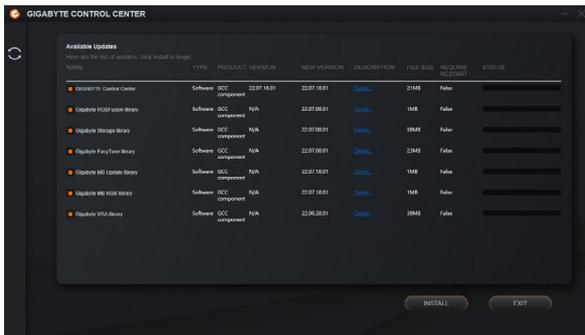 GIGABYTE CONTROL CENTER
Available Updates
Here are the list of updates, click install to begin
NAME TYPE PRODUCT VERSION NEW VERSION DESCRIPTION FILE SIZE REQUIRE RESTART STATUS
GIGABYTE Control Center Software GCC component 22.07.16.01 22.07.18.01 Detail... 21MB False
Gigabyte RGBFusion library Software GCC component N/A 22.07.08.01 Detail... 1MB False
Gigabyte Storage library Software GCC component N/A 22.07.08.01 Detail... 38MB False
Gigabyte EasyTune library Software GCC component N/A 22.07.08.01 Detail... 23MB False
Gigabyte MB Update library Software GCC component N/A 22.07.18.01 Detail... 1MB False
Gigabyte MB RGB library Software GCC component N/A 22.07.18.01 Detail... 1MB False
Gigabyte VGA library Software GCC component N/A 22.06.20.01 Detail... 30MB False
INSTALL EXIT